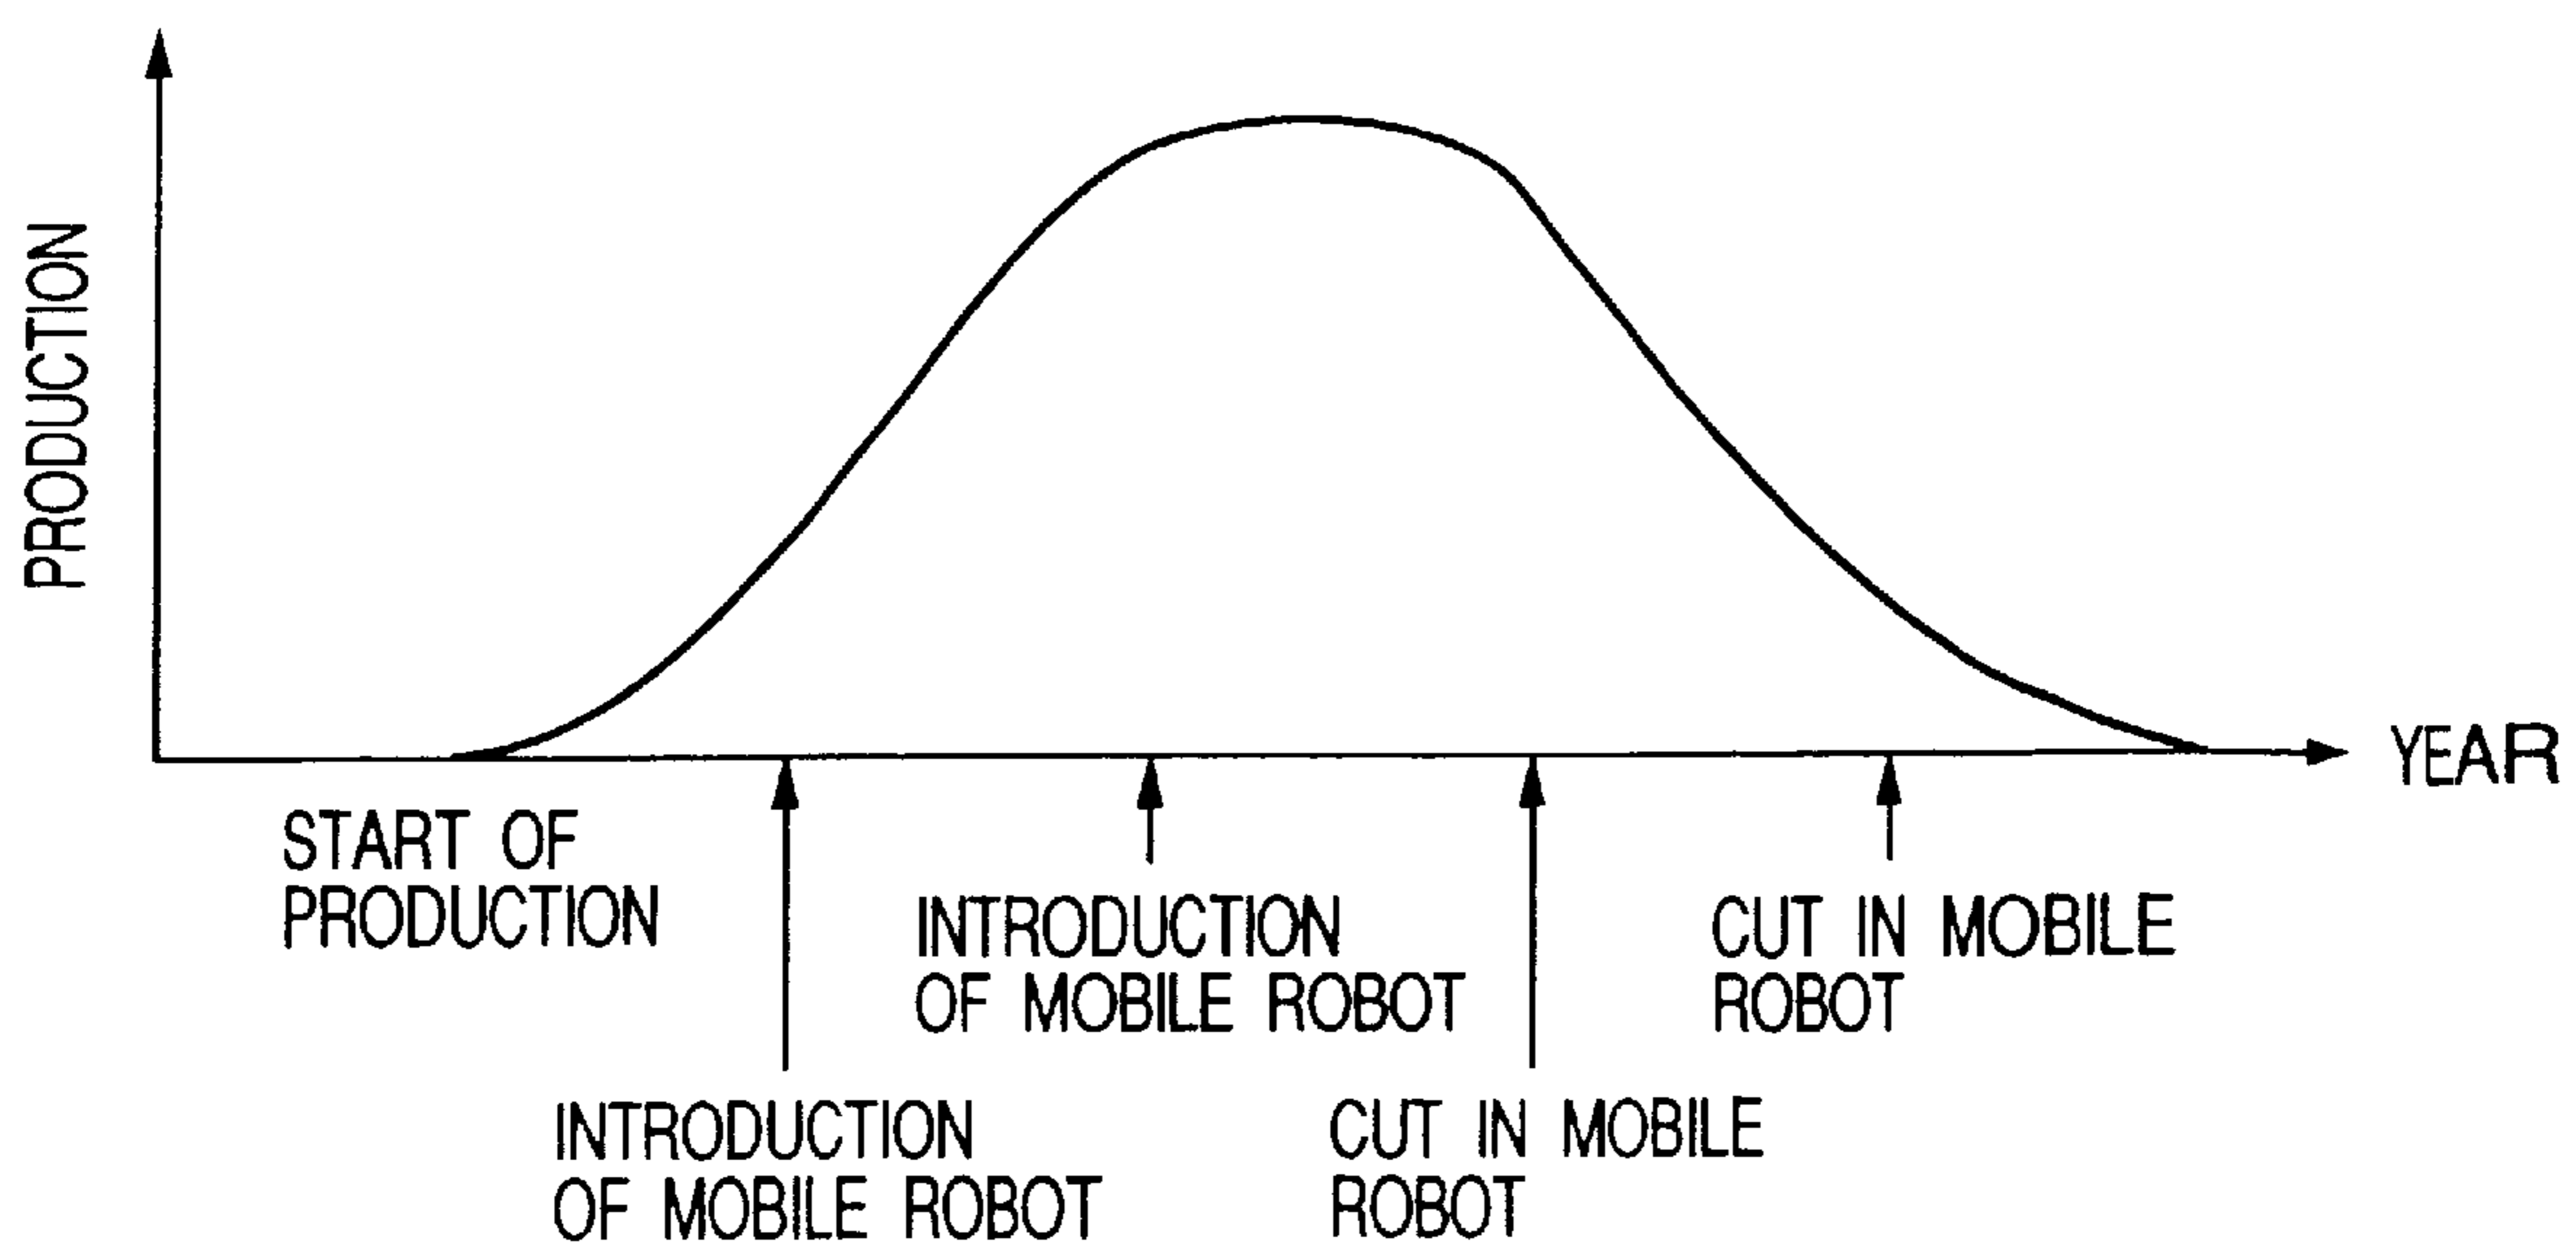 PRODUCTION
YEAR
START OF
PRODUCTION
INTRODUCTION
OF MOBILE ROBOT
CUT IN MOBILE
ROBOT
INTRODUCTION
OF MOBILE ROBOT
CUT IN MOBILE
ROBOT